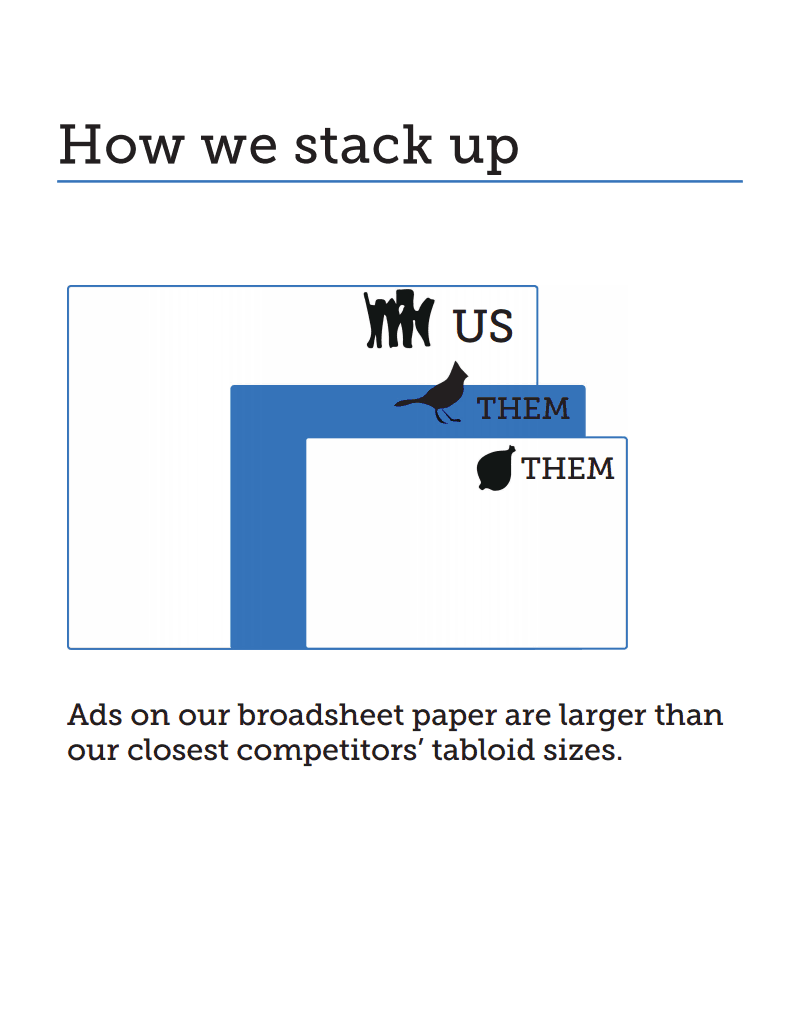 How we stack up
US
THEM
THEM
Ads on our broadsheet paper are larger than
our closest competitors’ tabloid sizes.